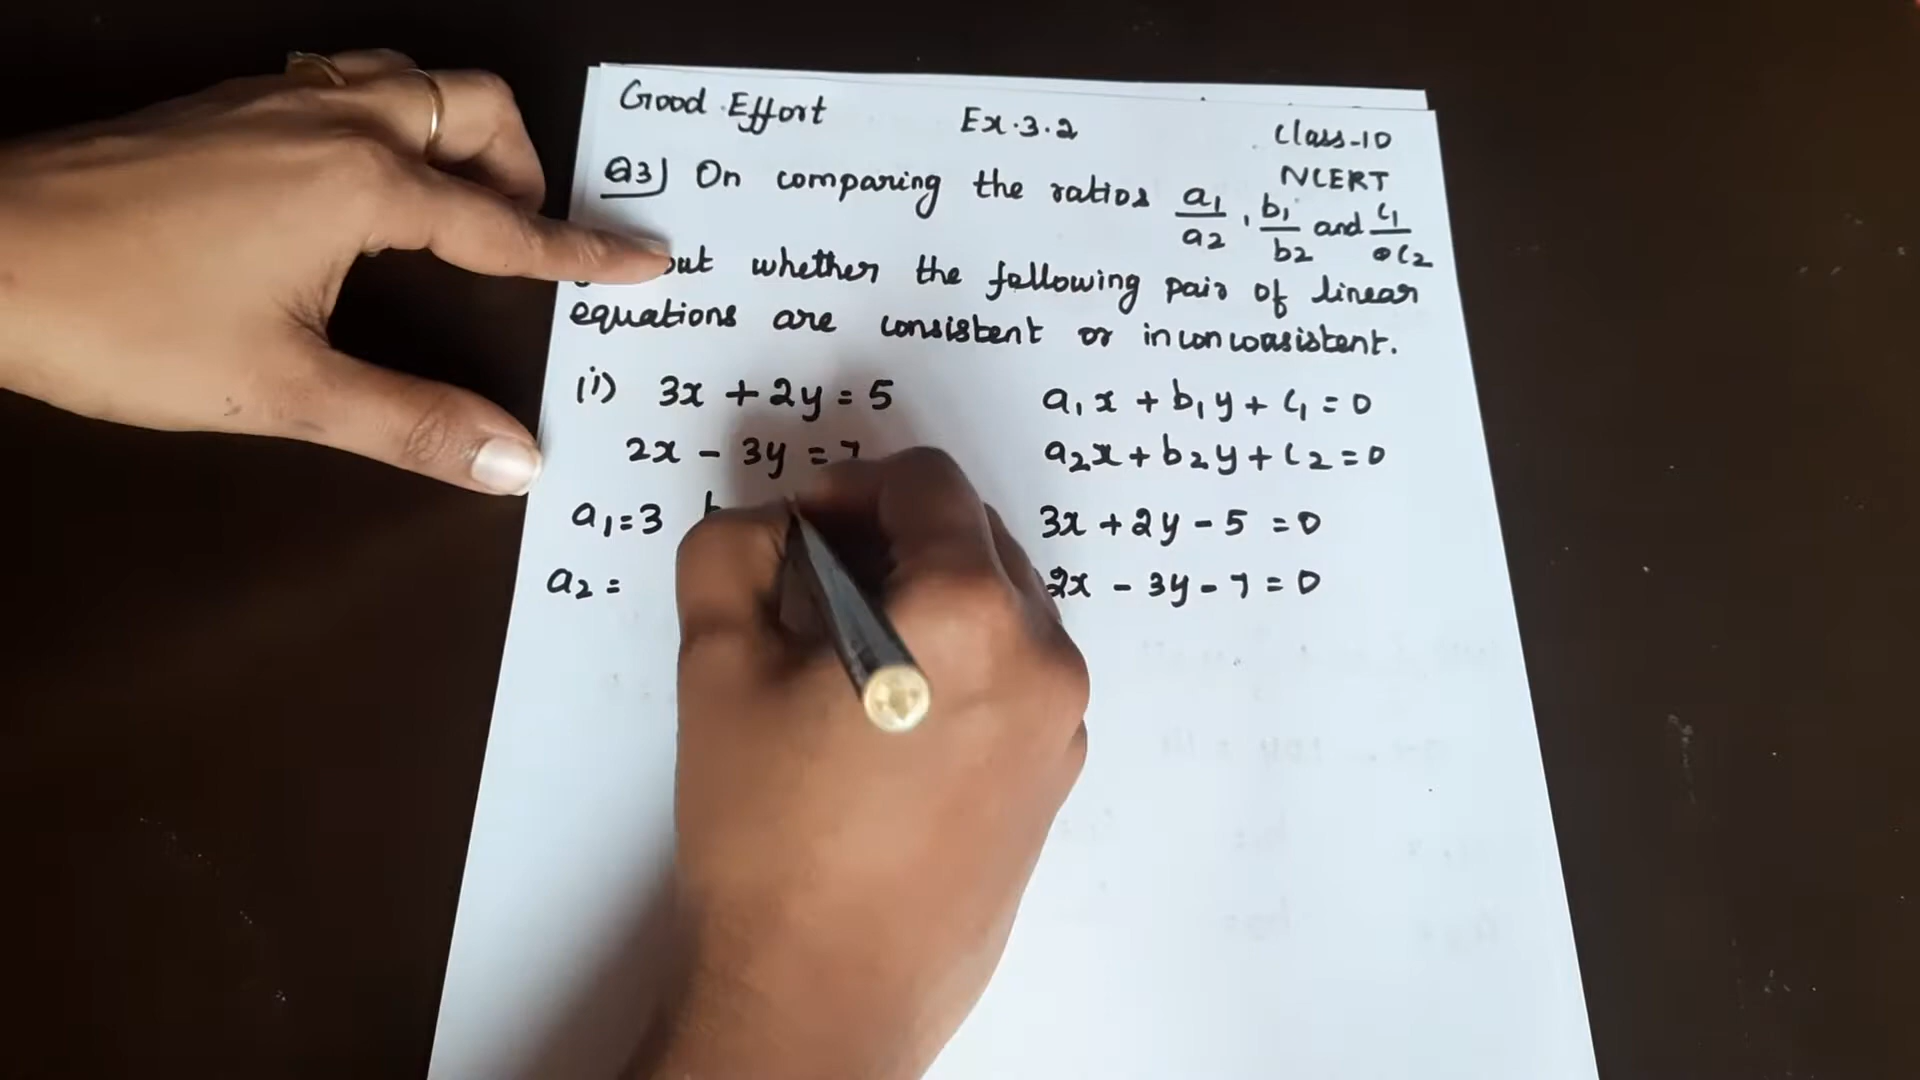 Good Effort Ex.3.2 Class-10
NCERT
Q3) On comparing the ratios a1/a2, b1/b2 and c1/c2
out whether the following pair of linear
equations are consistent or inconconsistent.
(i) 3x + 2y = 5 a1x + b1y + c1 = 0
2x - 3y = 7 a2x + b2y + c2 = 0
a1=3 b 3x + 2y - 5 = 0
a2 = 2x - 3y - 7 = 0